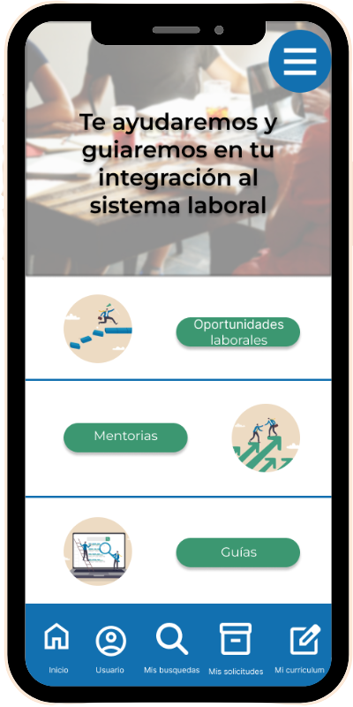 Te ayudaremos y
guiaremos en tu
integración al
sistema laboral
Oportunidades
laborales
Mentorias
Guías
Inicio
Usuario
Mis busquedas
Mis solicitudes
Mi curriculum